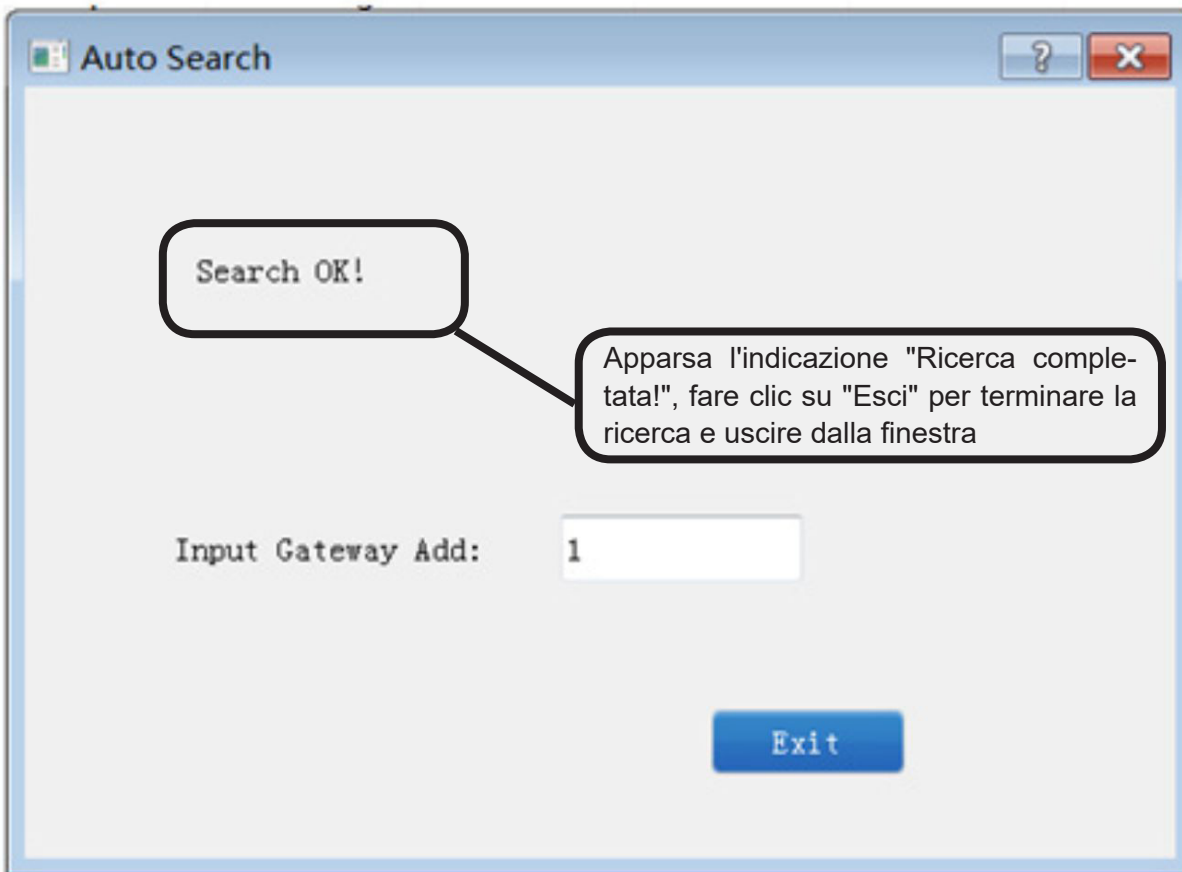 Auto Search
Search OK!
Apparsa l'indicazione "Ricerca comple-
tata!", fare clic su "Esci" per terminare la
ricerca e uscire dalla finestra
Input Gateway Add: 1
Exit